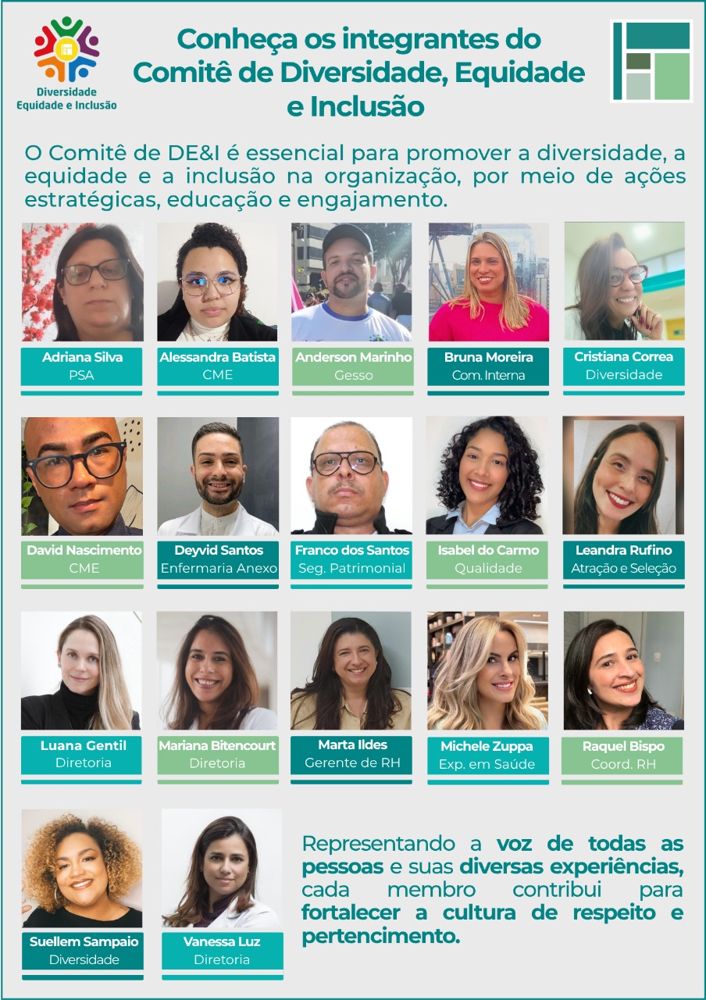 Diversidade
Equidade e Inclusão
Conheça os integrantes do
Comitê de Diversidade, Equidade
e Inclusão
O Comitê de DE&I é essencial para promover a diversidade, a
equidade e a inclusão na organização, por meio de ações
estratégicas, educação e engajamento.
Adriana Silva
PSA
Alessandra Batista
CME
Anderson Marinho
Gesso
Bruna Moreira
Com. Interna
Cristiana Correa
Diversidade
David Nascimento
CME
Deyvid Santos
Enfermaria Anexo
Franco dos Santos
Seg. Patrimonial
Isabel do Carmo
Qualidade
Leandra Rufino
Atração e Seleção
Luana Gentil
Diretoria
Mariana Bitencourt
Diretoria
Marta Ildes
Gerente de RH
Michele Zuppa
Exp. em Saúde
Raquel Bispo
Coord. RH
Suellem Sampaio
Diversidade
Vanessa Luz
Diretoria
Representando a voz de todas as
pessoas e suas diversas experiências,
cada membro contribui para
fortalecer a cultura de respeito e
pertencimento.